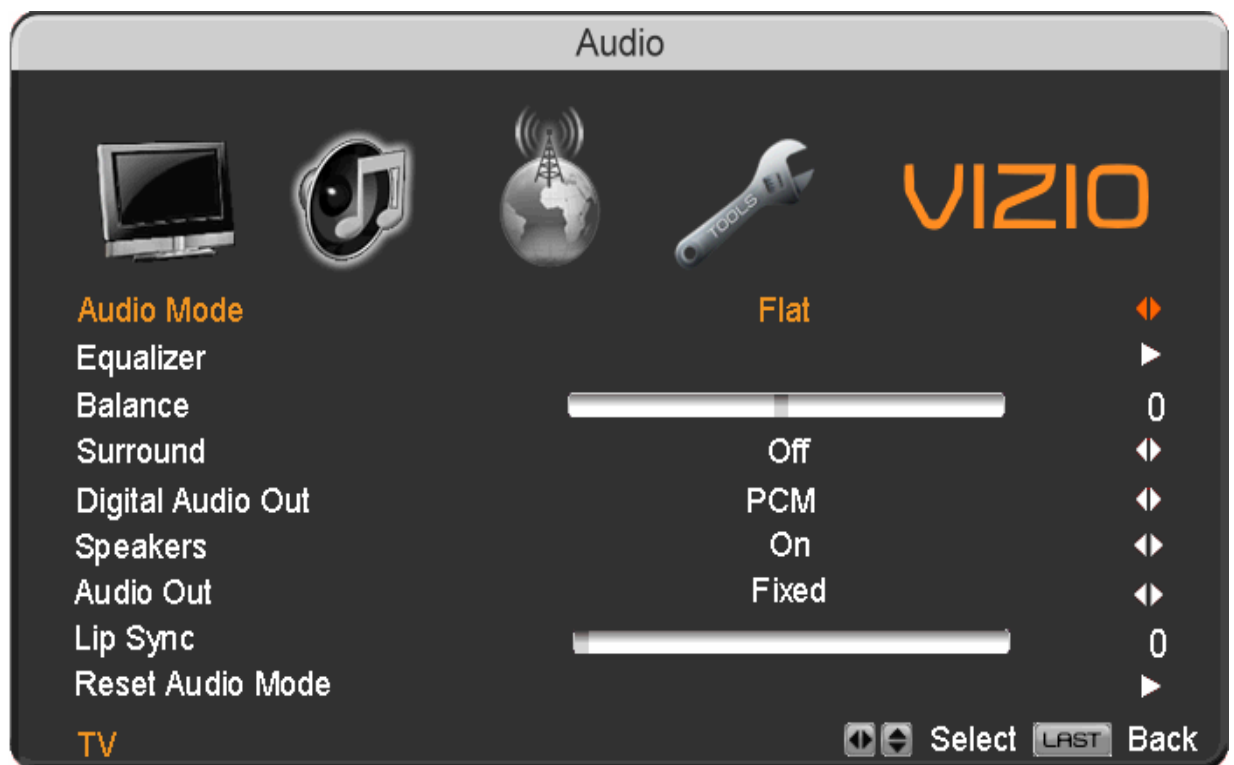 Audio
TOOLS
VIZIO
Audio Mode Flat
Equalizer
Balance 0
Surround Off
Digital Audio Out PCM
Speakers On
Audio Out Fixed
Lip Sync 0
Reset Audio Mode
TV Select LAST Back